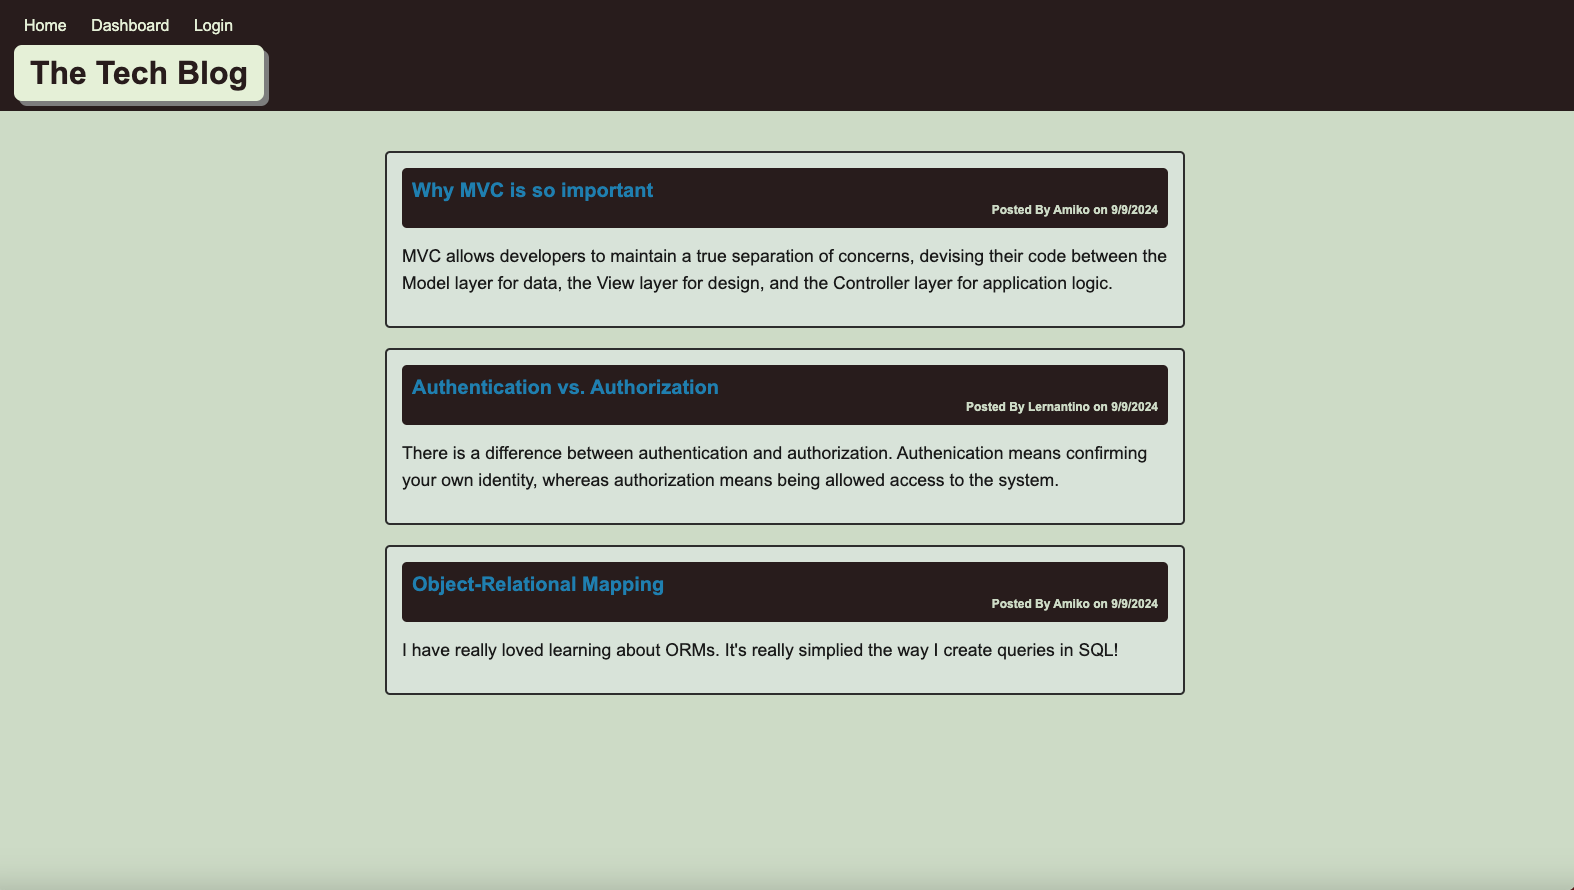 Home Dashboard Login
The Tech Blog
Why MVC is so important
Posted By Amiko on 9/9/2024
MVC allows developers to maintain a true separation of concerns, devising their code between the
Model layer for data, the View layer for design, and the Controller layer for application logic.
Authentication vs. Authorization
Posted By Lernantino on 9/9/2024
There is a difference between authentication and authorization. Authenication means confirming
your own identity, whereas authorization means being allowed access to the system.
Object-Relational Mapping
Posted By Amiko on 9/9/2024
I have really loved learning about ORMs. It's really simplied the way I create queries in SQL!